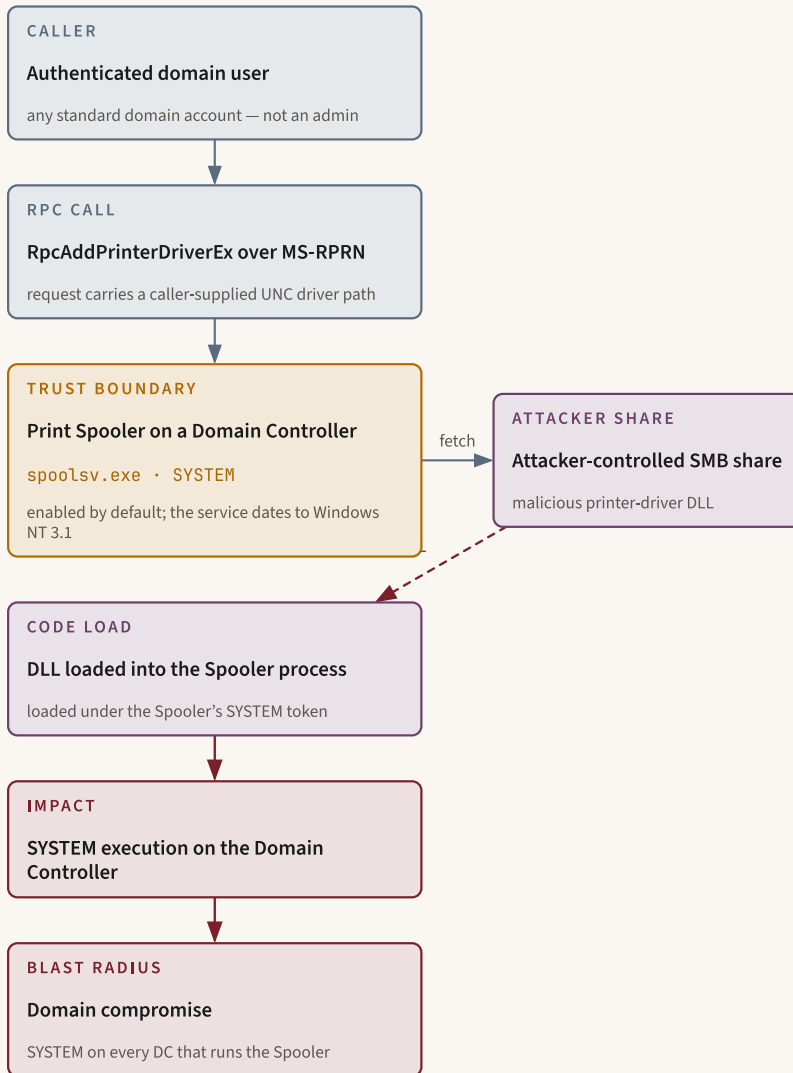 CALLER
Authenticated domain user
any standard domain account — not an admin
RPC CALL
RpcAddPrinterDriverEx over MS-RPRN
request carries a caller-supplied UNC driver path
TRUST BOUNDARY
Print Spooler on a Domain Controller
spoolsv.exe · SYSTEM
enabled by default; the service dates to Windows
NT 3.1
fetch
ATTACKER SHARE
Attacker-controlled SMB share
malicious printer-driver DLL
CODE LOAD
DLL loaded into the Spooler process
loaded under the Spooler’s SYSTEM token
IMPACT
SYSTEM execution on the Domain
Controller
BLAST RADIUS
Domain compromise
SYSTEM on every DC that runs the Spooler